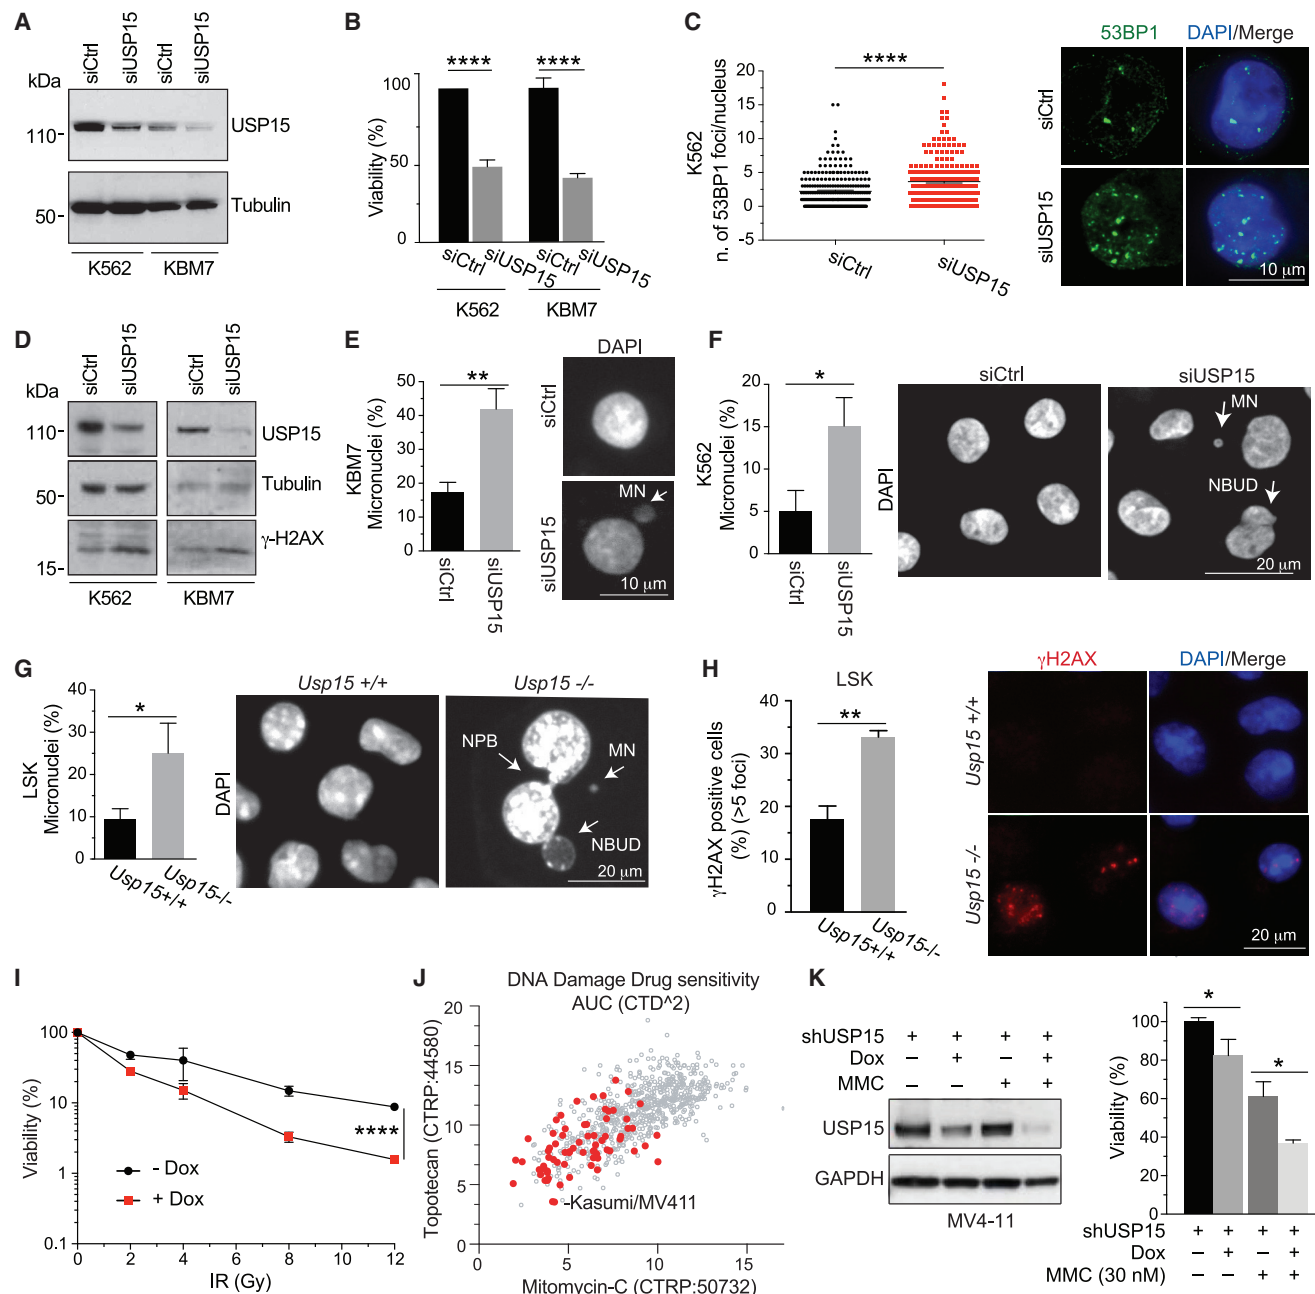 A
kDa
siCtrl
siUSP15
siCtrl
siUSP15
110-
USP15
50-
Tubulin
K562
KBM7
B
Viability (%)
100
50
0
****
****
siCtrl
siUSP15
siCtrl
siUSP15
K562
KBM7
C
K562
n. of 53BP1 foci/nucleus
20
15
10
5
0
-5
****
siCtrl
siUSP15
53BP1
DAPI/Merge
siCtrl
siUSP15
10 μm
D
kDa
siCtrl
siUSP15
siCtrl
siUSP15
110-
USP15
50-
Tubulin
γ-H2AX
15-
K562
KBM7
E
KBM7
Micronuclei (%)
50
40
30
20
10
0
**
siCtrl
siUSP15
DAPI
siCtrl
siUSP15
MN
10 μm
F
K562
Micronuclei (%)
20
15
10
5
0
*
siCtrl
siUSP15
DAPI
siCtrl
siUSP15
MN
NBUD
20 μm
G
LSK
Micronuclei (%)
40
30
20
10
0
*
Usp15+/+
Usp15-/-
DAPI
Usp15 +/+
Usp15 -/-
NPB
MN
NBUD
20 μm
H
LSK
γH2AX positive cells
(%) (>5 foci)
40
30
20
10
0
**
Usp15+/+
Usp15-/-
γH2AX
DAPI/Merge
Usp15 +/+
Usp15 -/-
20 μm
I
Viability (%)
100
10
1
0.1
****
- Dox
+ Dox
0 2 4 6 8 10 12
IR (Gy)
J
DNA Damage Drug sensitivity
AUC (CTD^2)
Topotecan (CTRP:44580)
20
15
10
5
0
-Kasumi/MV411
0 5 10 15
Mitomycin-C (CTRP:50732)
K
shUSP15 + + + +
Dox – + – +
MMC – – + +
USP15
GAPDH
MV4-11
Viability (%)
100
80
60
40
20
0
*
*
shUSP15 + + + +
Dox – + – +
MMC (30 nM) – – + +